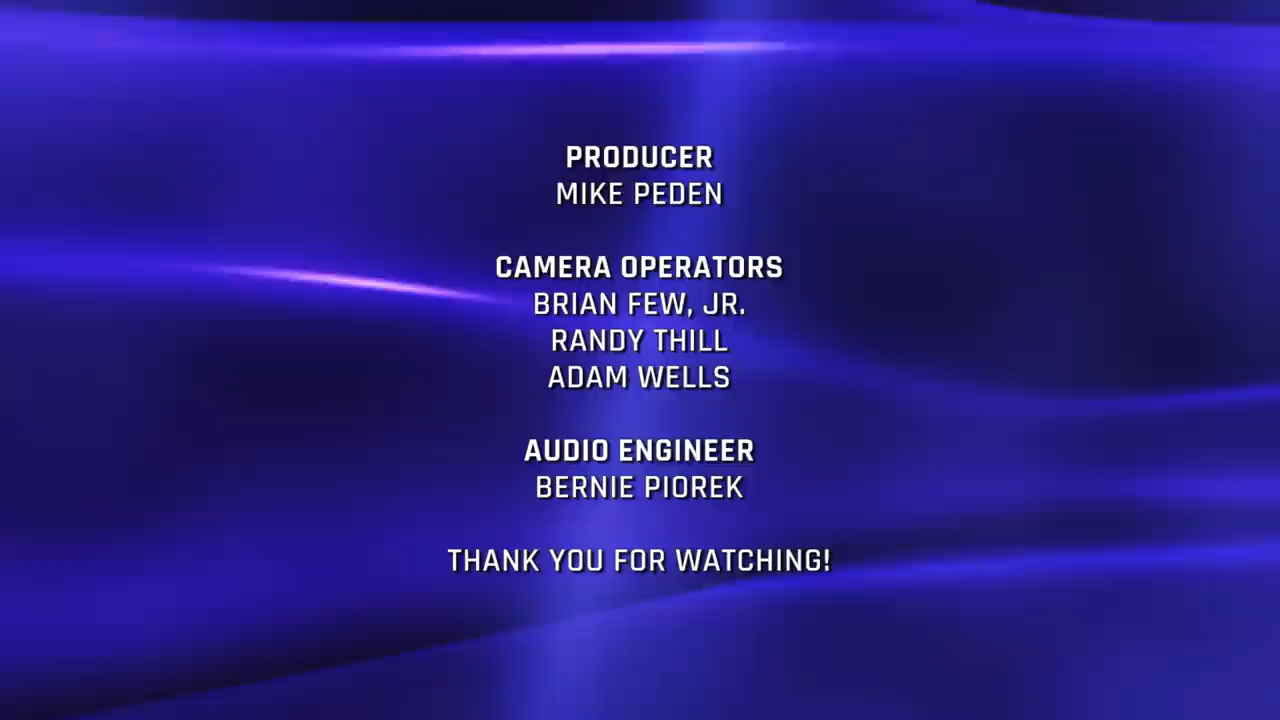 PRODUCER
MIKE PEDEN
CAMERA OPERATORS
BRIAN FEW, JR.
RANDY THILL
ADAM WELLS
AUDIO ENGINEER
BERNIE PIOREK
THANK YOU FOR WATCHING!